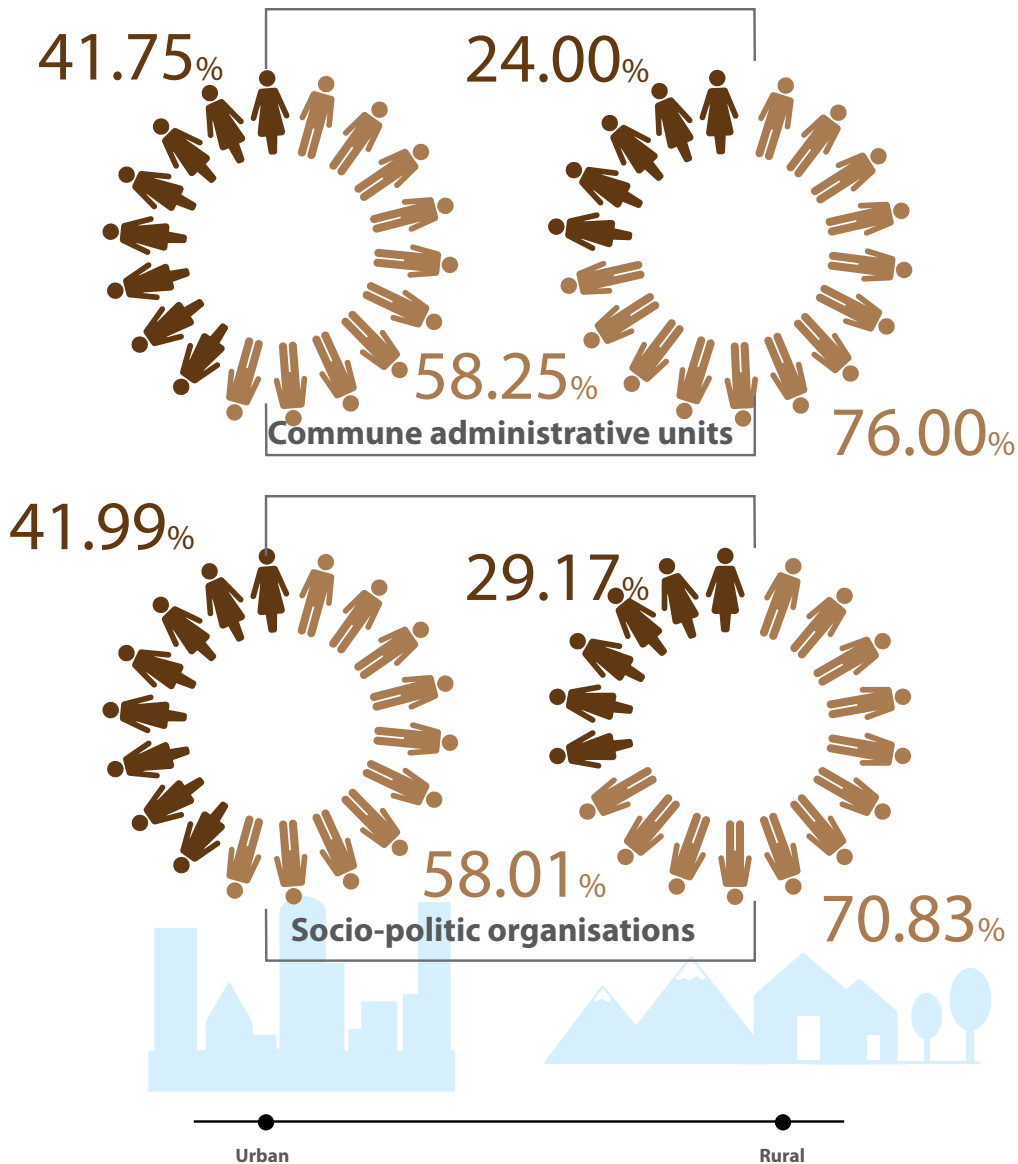 41.75%
24.00%
58.25%
76.00%
Commune administrative units
41.99%
29.17%
58.01%
70.83%
Socio-politic organisations
Urban
Rural